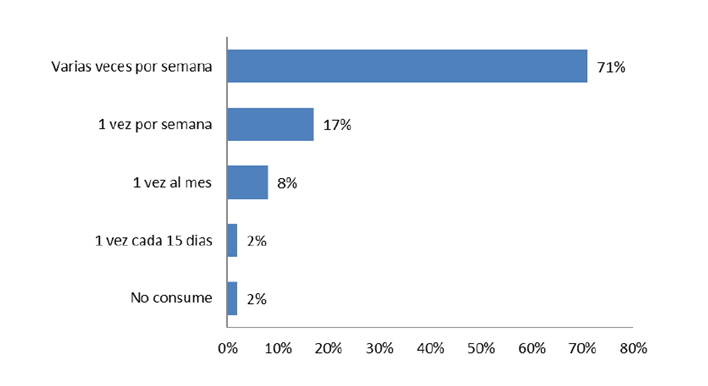 Varias veces por semana 71%
1 vez por semana 17%
1 vez al mes 8%
1 vez cada 15 dias 2%
No consume 2%
0% 10% 20% 30% 40% 50% 60% 70% 80%